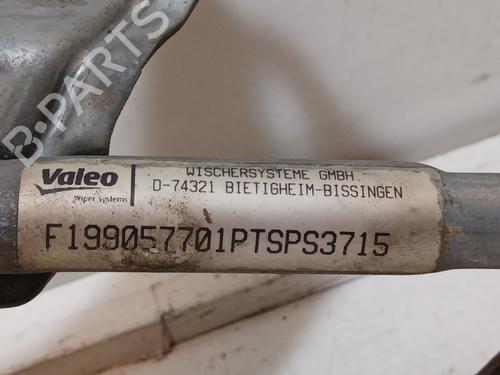 B-PARTS
Valeo
Wiper Systems
WISCHERSYSTEME GMBH.
D-74321 BIETIGHEIM-BISSINGEN
F199057701PTSPS3715